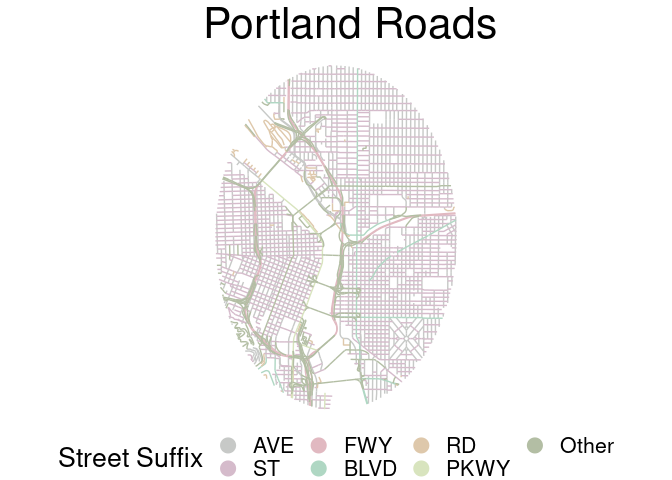 Portland Roads
Street Suffix
AVE FWY RD Other
ST BLVD PKWY